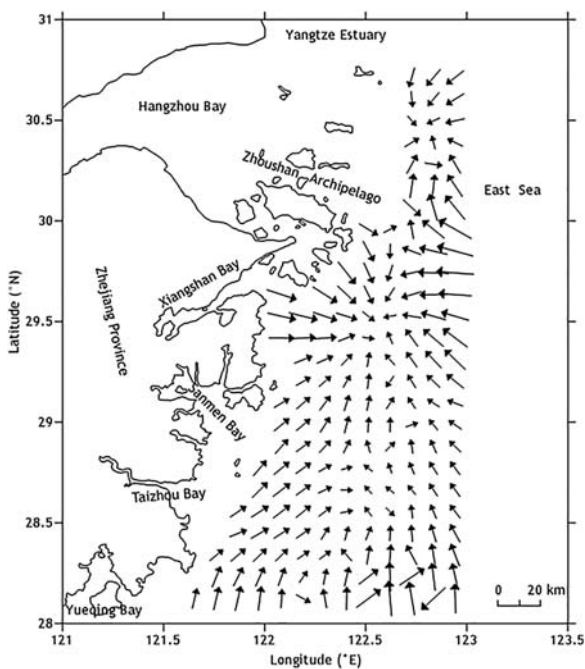 31
30.5
30
29.5
29
28.5
28
Latitude (°N)
Yangtze Estuary
Hangzhou Bay
Zhoushan Archipelago
East Sea
Xiangshan Bay
Zhejiang Province
anmen Bay
Taizhou Bay
Yueqing Bay
0 20 km
121 121.5 122 122.5 123 123.5
Longitude (°E)